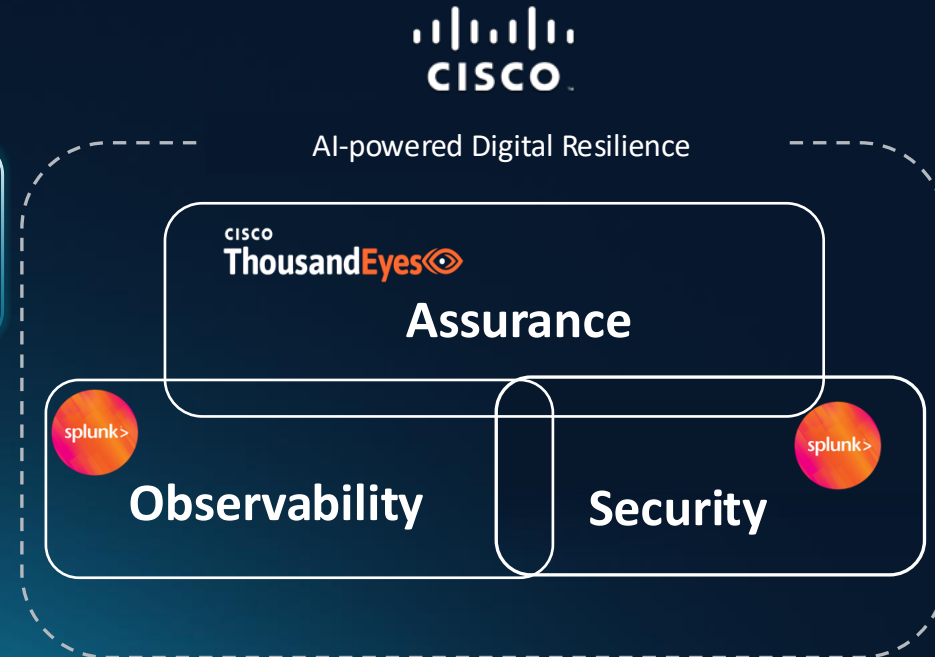 CISCO
AI-powered Digital Resilience
CISCO
ThousandEyes
Assurance
splunk>
splunk>
Observability
Security